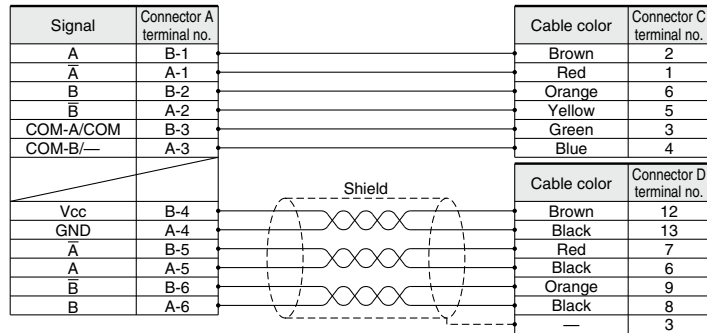 Signal Connector A terminal no. Cable color Connector C terminal no.
A B-1 Brown 2
A̅ A-1 Red 1
B B-2 Orange 6
B̅ A-2 Yellow 5
COM-A/COM B-3 Green 3
COM-B/— A-3 Blue 4
Shield Cable color Connector D terminal no.
Vcc B-4 Brown 12
GND A-4 Black 13
A̅ B-5 Red 7
A A-5 Black 6
B̅ B-6 Orange 9
B A-6 Black 8
— 3